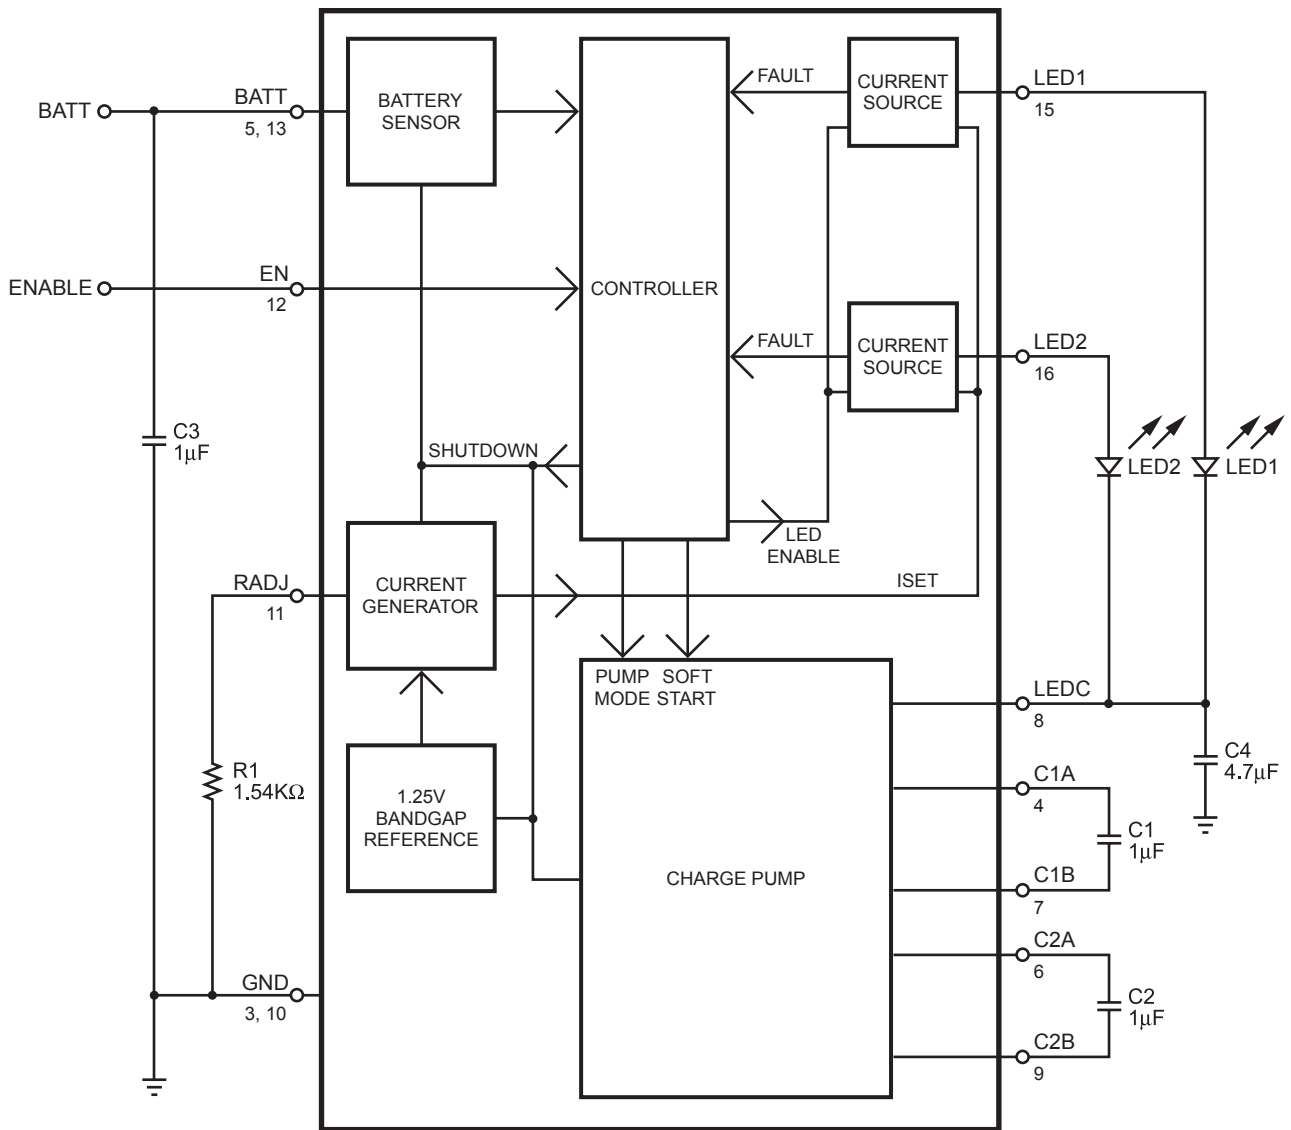 BATT
BATT
5, 13
BATTERY
SENSOR
FAULT
CURRENT
SOURCE
LED1
15
ENABLE
EN
12
CONTROLLER
FAULT
CURRENT
SOURCE
LED2
16
C3
1µF
SHUTDOWN
LED2
LED1
LED
ENABLE
RADJ
11
CURRENT
GENERATOR
ISET
PUMP
MODE
SOFT
START
LEDC
8
R1
1.54KΩ
1.25V
BANDGAP
REFERENCE
C4
4.7µF
C1A
4
C1
1µF
CHARGE PUMP
C1B
7
C2A
6
GND
3, 10
C2
1µF
C2B
9